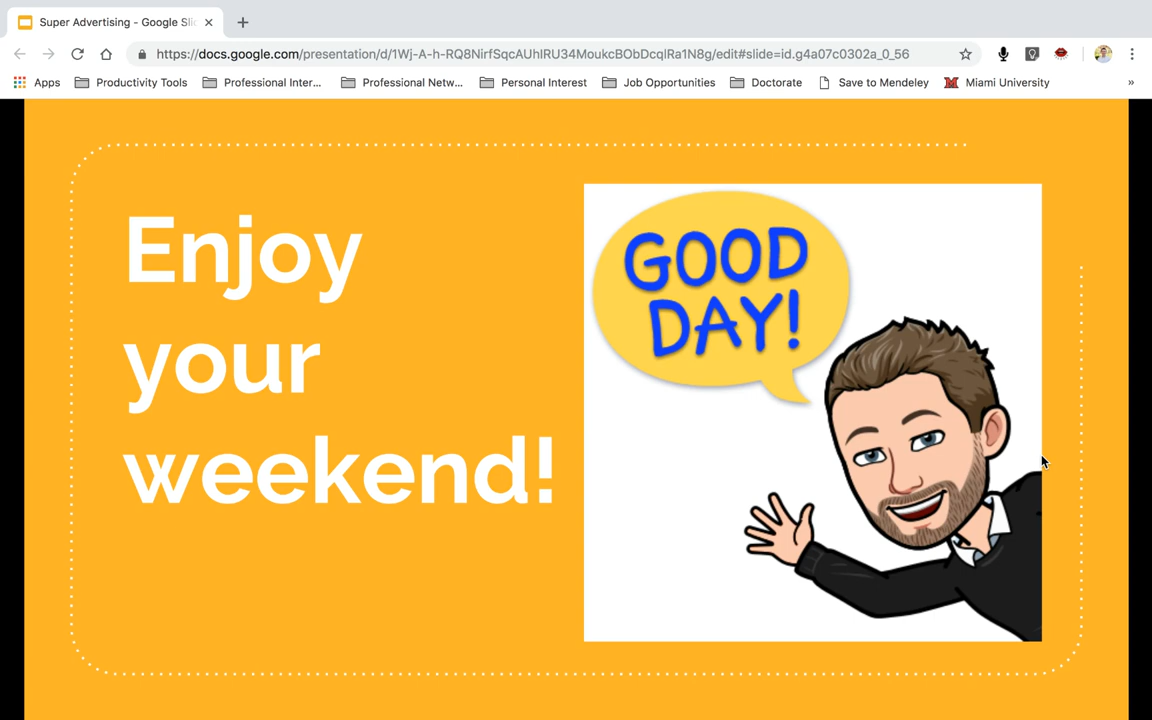 Super Advertising - Google Sli
https://docs.google.com/presentation/d/1Wj-A-h-RQ8NirfSqcAUhlRU34MoukcBObDcqlRa1N8g/edit#slide=id.g4a07c0302a_0_56
Apps Productivity Tools Professional Inter... Professional Netw... Personal Interest Job Opportunities Doctorate Save to Mendeley Miami University »
Enjoy
your
weekend!
GOOD
DAY!